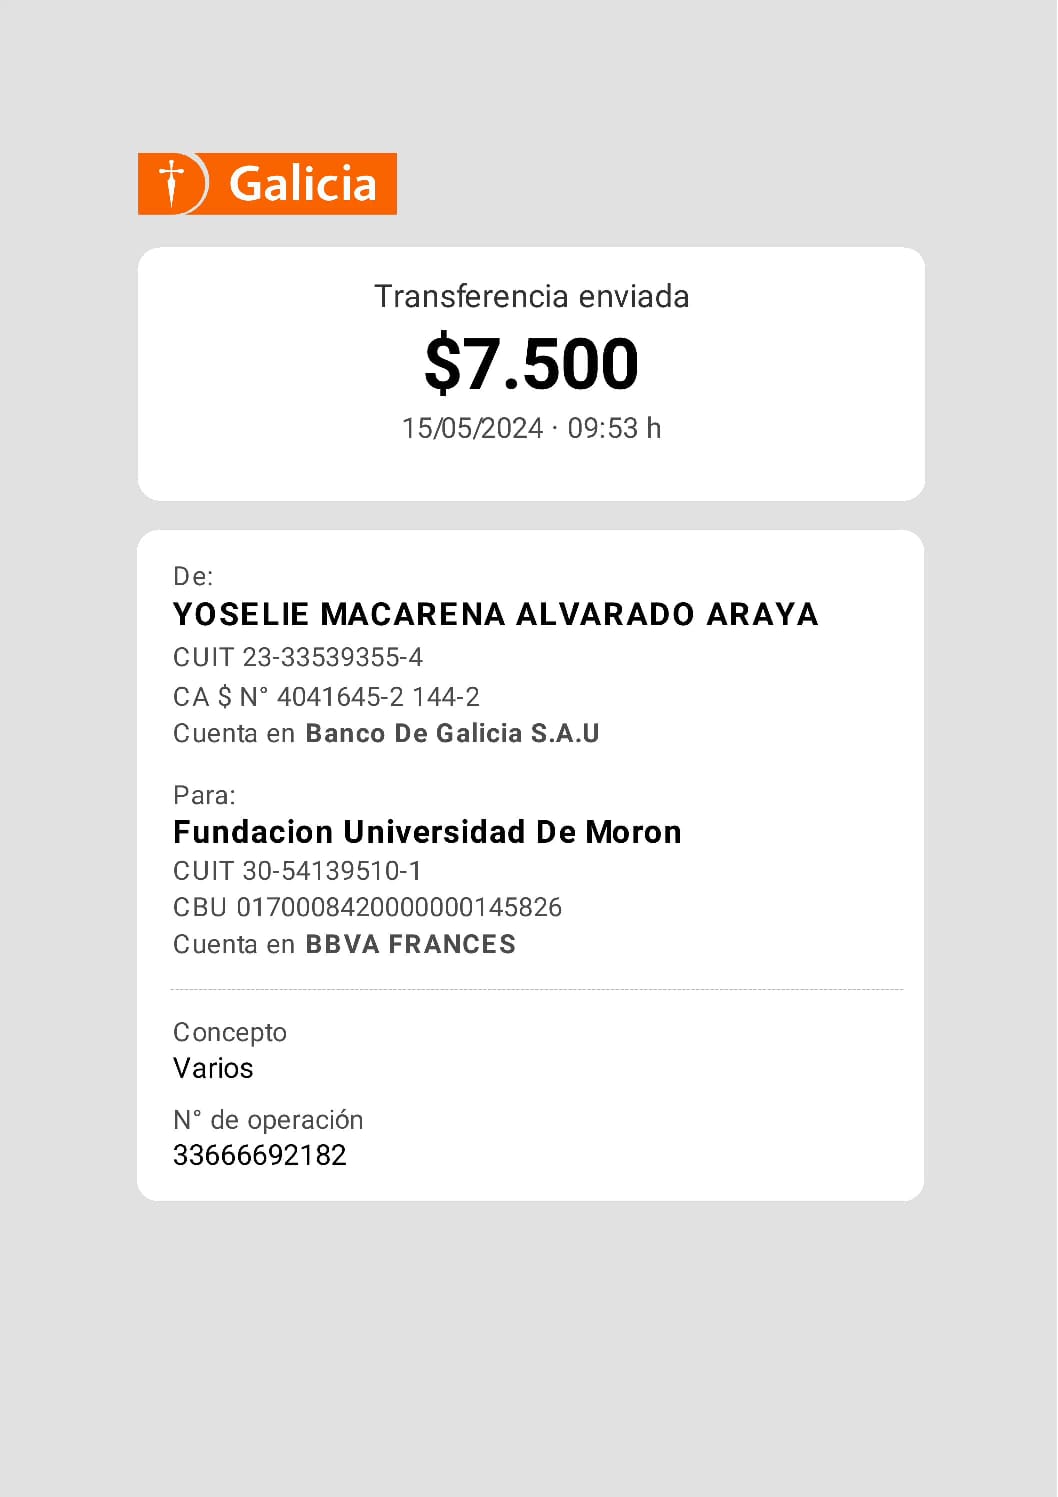 Galicia
Transferencia enviada
$7.500
15/05/2024 · 09:53 h
De:
YOSELIE MACARENA ALVARADO ARAYA
CUIT 23-33539355-4
CA $ N° 4041645-2 144-2
Cuenta en Banco De Galicia S.A.U
Para:
Fundacion Universidad De Moron
CUIT 30-54139510-1
CBU 0170008420000000145826
Cuenta en BBVA FRANCES
Concepto
Varios
N° de operación
33666692182